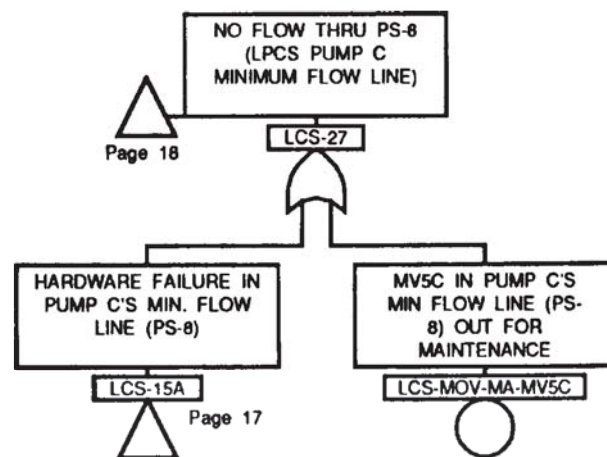 NO FLOW THRU PS-8
(LPCS PUMP C
MINIMUM FLOW LINE)
LCS-27
Page 18
HARDWARE FAILURE IN
PUMP C'S MIN. FLOW
LINE (PS-8)
LCS-15A
Page 17
MV5C IN PUMP C'S
MIN FLOW LINE (PS-
8) OUT FOR
MAINTENANCE
LCS-MOV-MA-MV5C